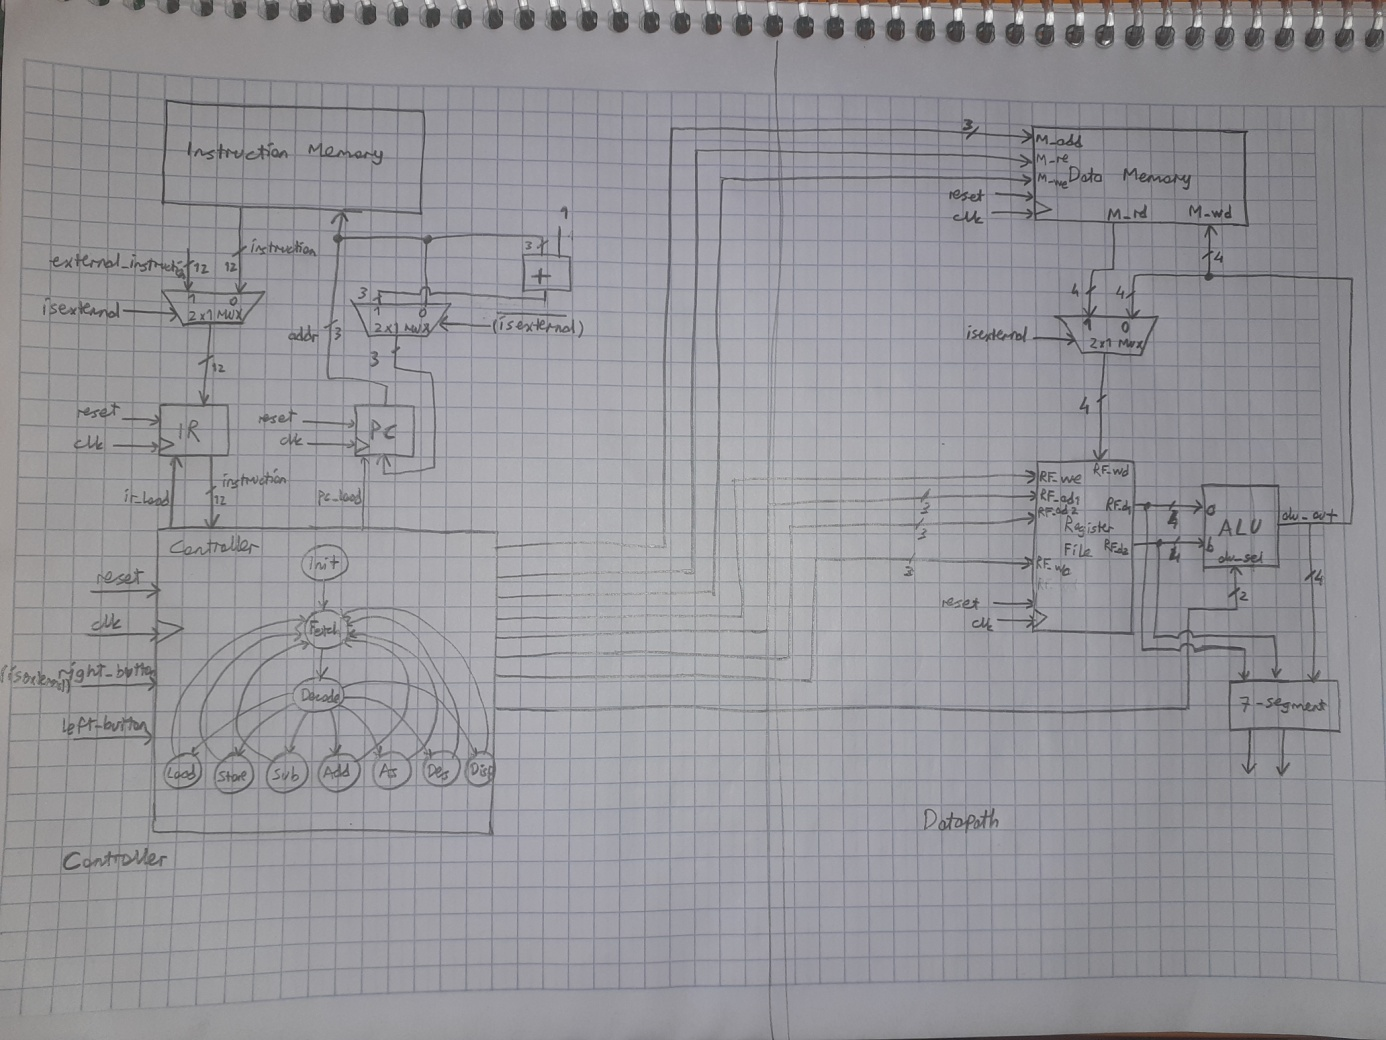 Instruction Memory
external_instruction
12
12
instruction
isexternal
1 0
2x1 MUX
12
reset
clk
IR
ir_load
instruction
12
addr
3
1
3
+
3
1 0
2x1 MUX
(isexternal)
3
reset
clk
PC
pc_load
Controller
reset
clk
(isexternal)
right_button
left-button
Init
Fetch
Decode
Load
Store
Sub
Add
As
Des
Disp
Controller
3
M_add
M_re
M_we
Data Memory
reset
clk
M_rd
M_wd
4
4
4
isexternal
1 0
2x1 MUX
4
RF_we
RF_wd
RF_ad1
RF_ad2
RF_d1
Register
File
RF_d2
RF_wa
3
3
3
reset
clk
4
4
a
b
ALU
alu_sel
alu_out
2
4
7-segment
Datapath